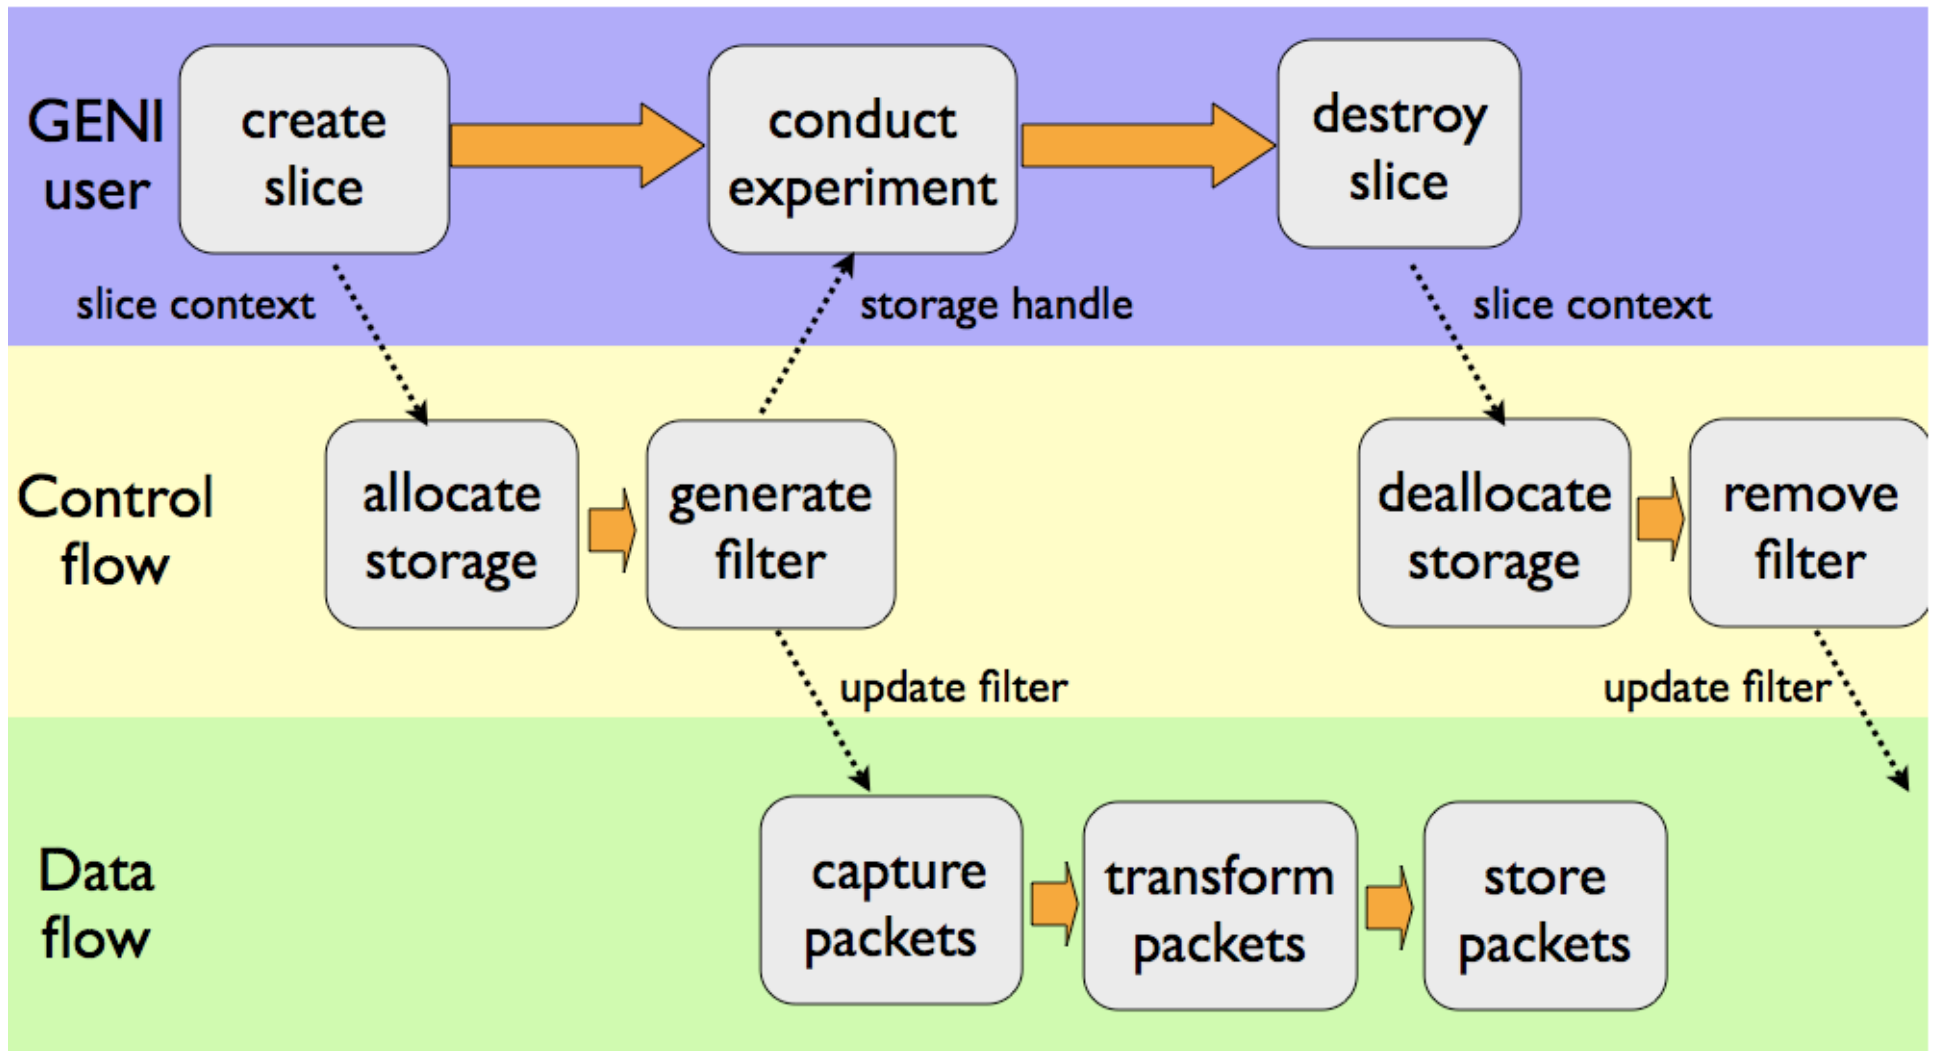 GENI
user
create
slice
conduct
experiment
destroy
slice
slice context
storage handle
slice context
Control
flow
allocate
storage
generate
filter
deallocate
storage
remove
filter
update filter
update filter
Data
flow
capture
packets
transform
packets
store
packets